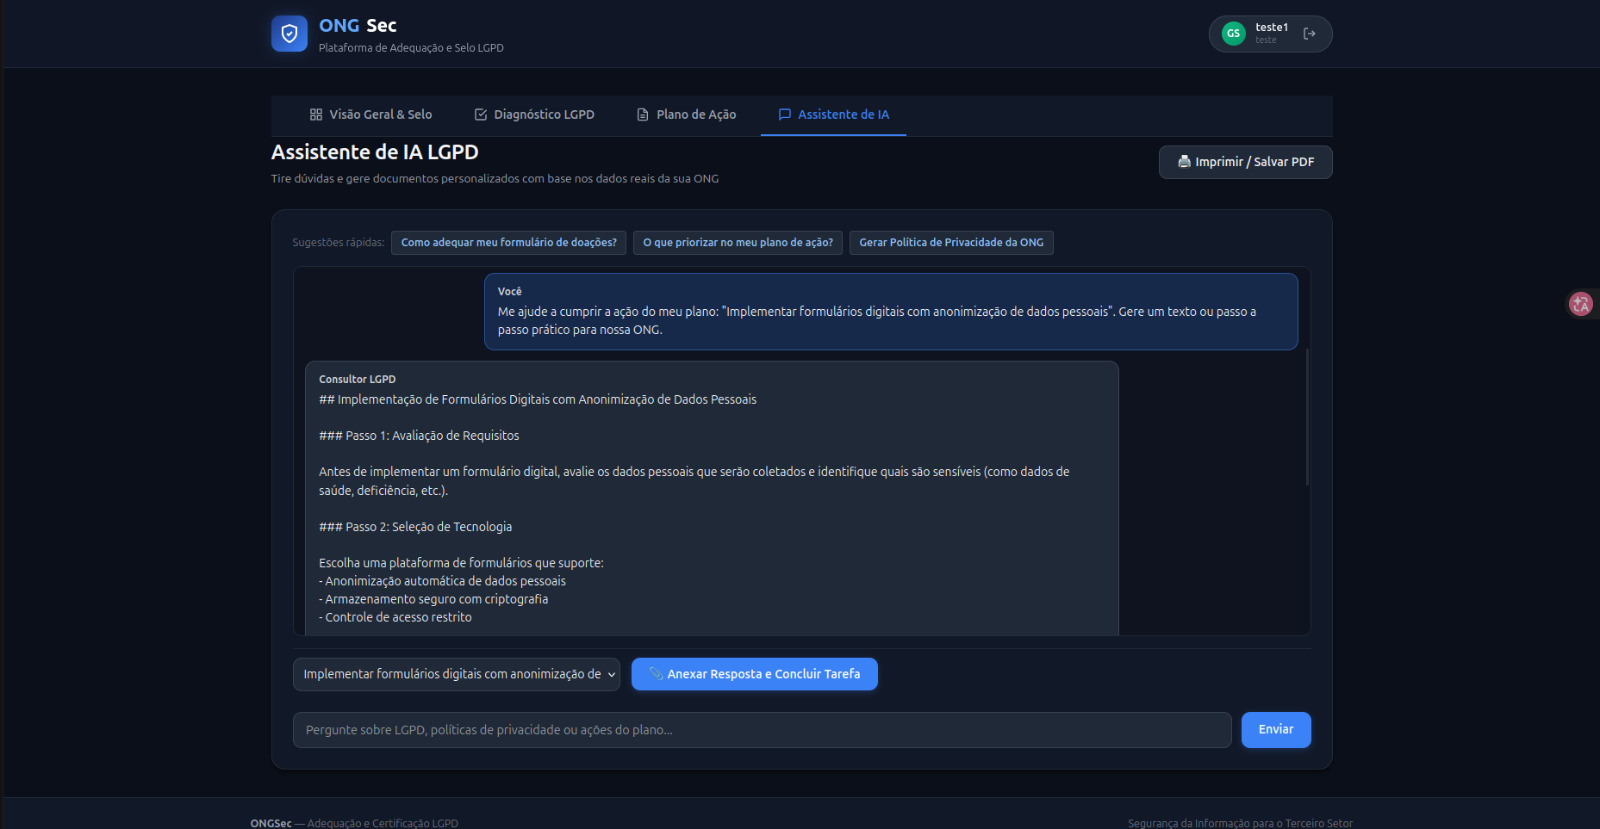 ONG Sec
Plataforma de Adequação e Selo LGPD
GS
teste1
teste
Visão Geral & Selo
Diagnóstico LGPD
Plano de Ação
Assistente de IA
Assistente de IA LGPD
Tire dúvidas e gere documentos personalizados com base nos dados reais da sua ONG
Imprimir / Salvar PDF
Sugestões rápidas:
Como adequar meu formulário de doações?
O que priorizar no meu plano de ação?
Gerar Política de Privacidade da ONG
Você
Me ajude a cumprir a ação do meu plano: "Implementar formulários digitais com anonimização de dados pessoais". Gere um texto ou passo a
passo prático para nossa ONG.
Consultor LGPD
## Implementação de Formulários Digitais com Anonimização de Dados Pessoais
### Passo 1: Avaliação de Requisitos
Antes de implementar um formulário digital, avalie os dados pessoais que serão coletados e identifique quais são sensíveis (como dados de
saúde, deficiência, etc.).
### Passo 2: Seleção de Tecnologia
Escolha uma plataforma de formulários que suporte:
- Anonimização automática de dados pessoais
- Armazenamento seguro com criptografia
- Controle de acesso restrito
Implementar formulários digitais com anonimização de
Anexar Resposta e Concluir Tarefa
Pergunte sobre LGPD, políticas de privacidade ou ações do plano...
Enviar
ONGSec — Adequação e Certificação LGPD
Segurança da Informação para o Terceiro Setor